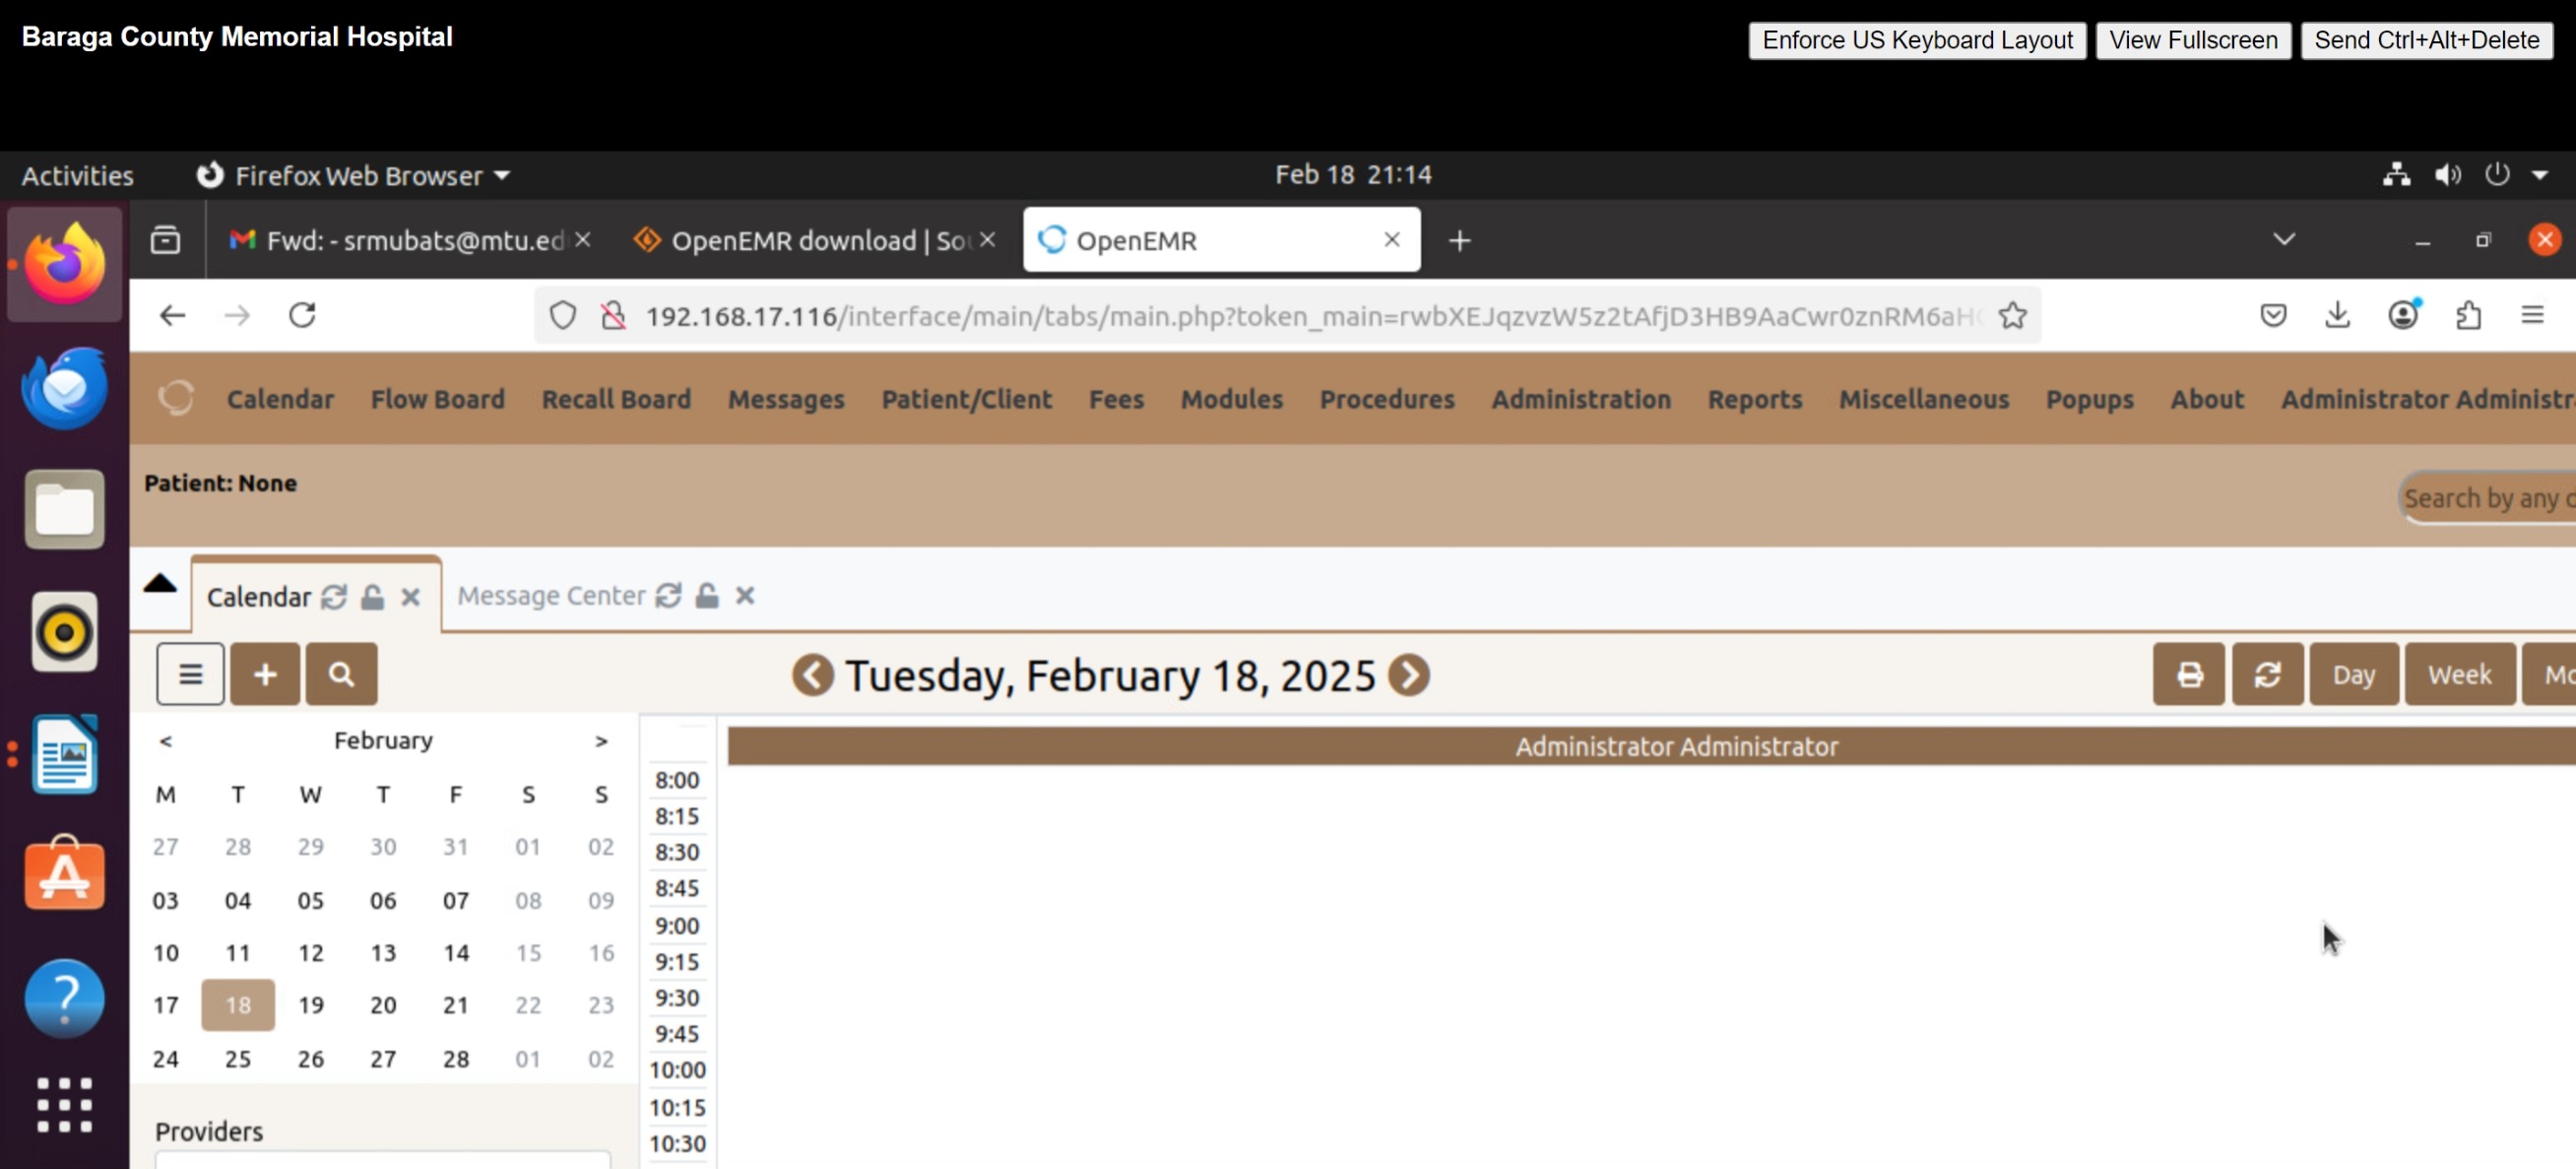 Baraga County Memorial Hospital
Enforce US Keyboard Layout View Fullscreen Send Ctrl+Alt+Delete
Activities Firefox Web Browser Feb 18 21:14
Fwd: - srmubats@mtu.ed OpenEMR download | Sou OpenEMR
192.168.17.116/interface/main/tabs/main.php?token_main=rwbXEJqzvzW5z2tAfjD3HB9AaCwr0znRM6aH
Calendar Flow Board Recall Board Messages Patient/Client Fees Modules Procedures Administration Reports Miscellaneous Popups About Administrator Administr
Patient: None
Search by any d
Calendar Message Center
Tuesday, February 18, 2025 Day Week Mo
< February >
Administrator Administrator
M T W T F S S
27 28 29 30 31 01 02
03 04 05 06 07 08 09
10 11 12 13 14 15 16
17 18 19 20 21 22 23
24 25 26 27 28 01 02
Providers
8:00
8:15
8:30
8:45
9:00
9:15
9:30
9:45
10:00
10:15
10:30